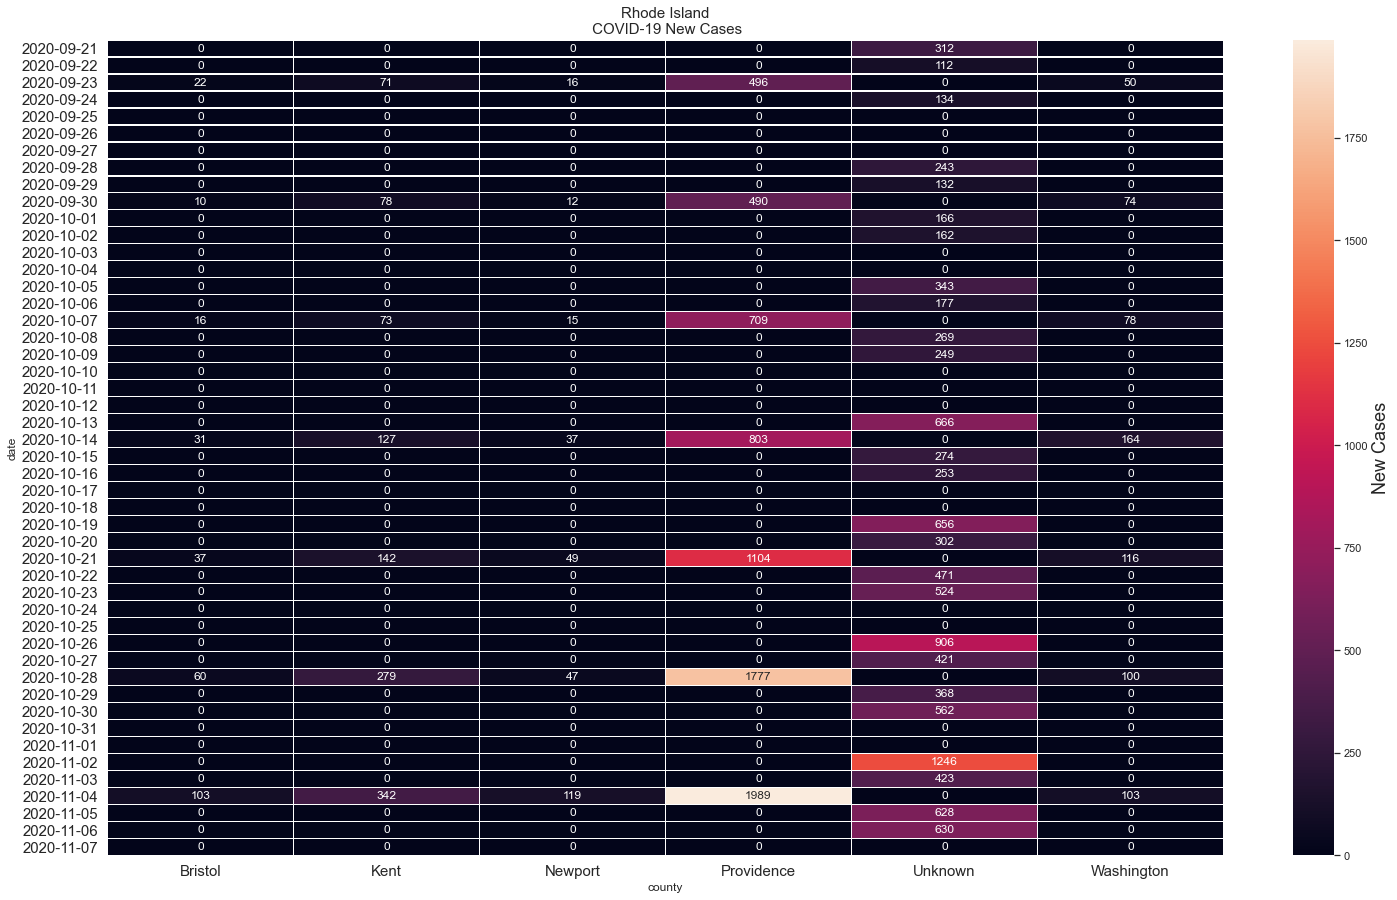 Rhode Island
COVID-19 New Cases
2020-09-21 0 0 0 0 312 0
2020-09-22 0 0 0 0 112 0
2020-09-23 22 71 16 496 0 50
2020-09-24 0 0 0 0 134 0
2020-09-25 0 0 0 0 0 0
2020-09-26 0 0 0 0 0 0
2020-09-27 0 0 0 0 0 0
2020-09-28 0 0 0 0 243 0
2020-09-29 0 0 0 0 132 0
2020-09-30 10 78 12 490 0 74
2020-10-01 0 0 0 0 166 0
2020-10-02 0 0 0 0 162 0
2020-10-03 0 0 0 0 0 0
2020-10-04 0 0 0 0 0 0
2020-10-05 0 0 0 0 343 0
2020-10-06 0 0 0 0 177 0
2020-10-07 16 73 15 709 0 78
2020-10-08 0 0 0 0 269 0
2020-10-09 0 0 0 0 249 0
2020-10-10 0 0 0 0 0 0
2020-10-11 0 0 0 0 0 0
2020-10-12 0 0 0 0 0 0
2020-10-13 0 0 0 0 666 0
2020-10-14 31 127 37 803 0 164
2020-10-15 0 0 0 0 274 0
2020-10-16 0 0 0 0 253 0
2020-10-17 0 0 0 0 0 0
2020-10-18 0 0 0 0 0 0
2020-10-19 0 0 0 0 656 0
2020-10-20 0 0 0 0 302 0
2020-10-21 37 142 49 1104 0 116
2020-10-22 0 0 0 0 471 0
2020-10-23 0 0 0 0 524 0
2020-10-24 0 0 0 0 0 0
2020-10-25 0 0 0 0 0 0
2020-10-26 0 0 0 0 906 0
2020-10-27 0 0 0 0 421 0
2020-10-28 60 279 47 1777 0 100
2020-10-29 0 0 0 0 368 0
2020-10-30 0 0 0 0 562 0
2020-10-31 0 0 0 0 0 0
2020-11-01 0 0 0 0 0 0
2020-11-02 0 0 0 0 1246 0
2020-11-03 0 0 0 0 423 0
2020-11-04 103 342 119 1989 0 103
2020-11-05 0 0 0 0 628 0
2020-11-06 0 0 0 0 630 0
2020-11-07 0 0 0 0 0 0
Bristol Kent Newport Providence Unknown Washington
county
date
1750
1500
1250
1000
750
500
250
0
New Cases